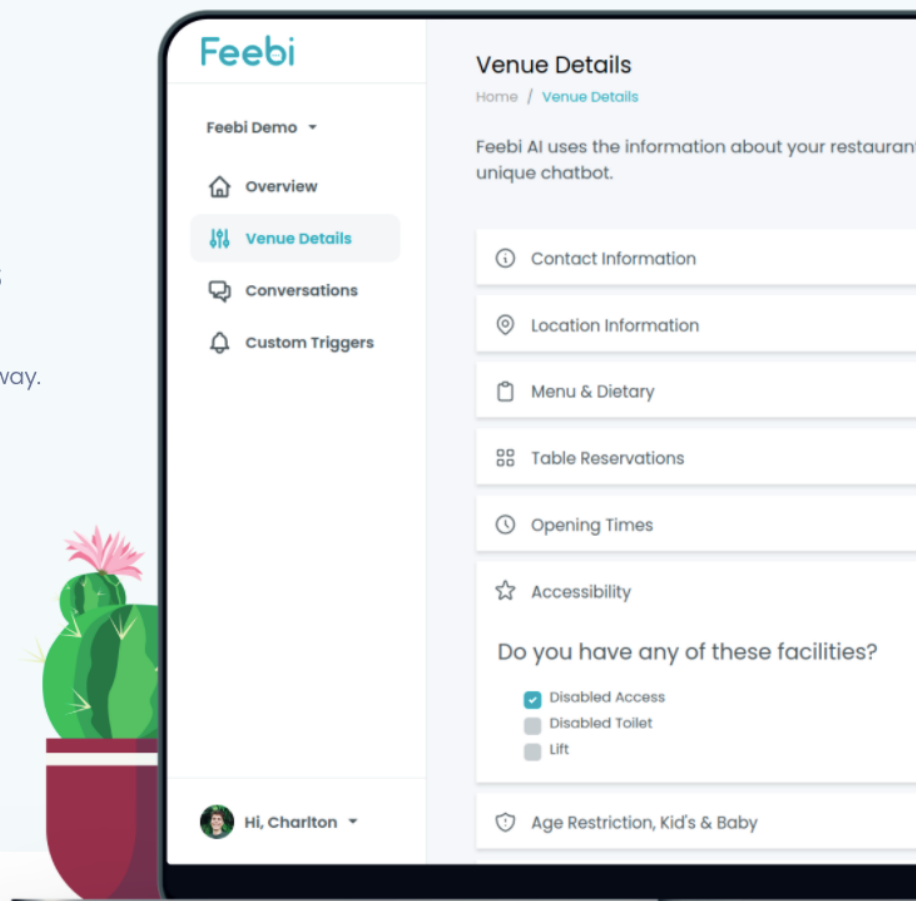 Feebi
Feebi Demo
Overview
Venue Details
Conversations
Custom Triggers
Hi, Charlton
way.
Venue Details
Home / Venue Details
Feebi AI uses the information about your restaurant
unique chatbot.
Contact Information
Location Information
Menu & Dietary
Table Reservations
Opening Times
Accessibility
Do you have any of these facilities?
Disabled Access
Disabled Toilet
Lift
Age Restriction, Kid's & Baby